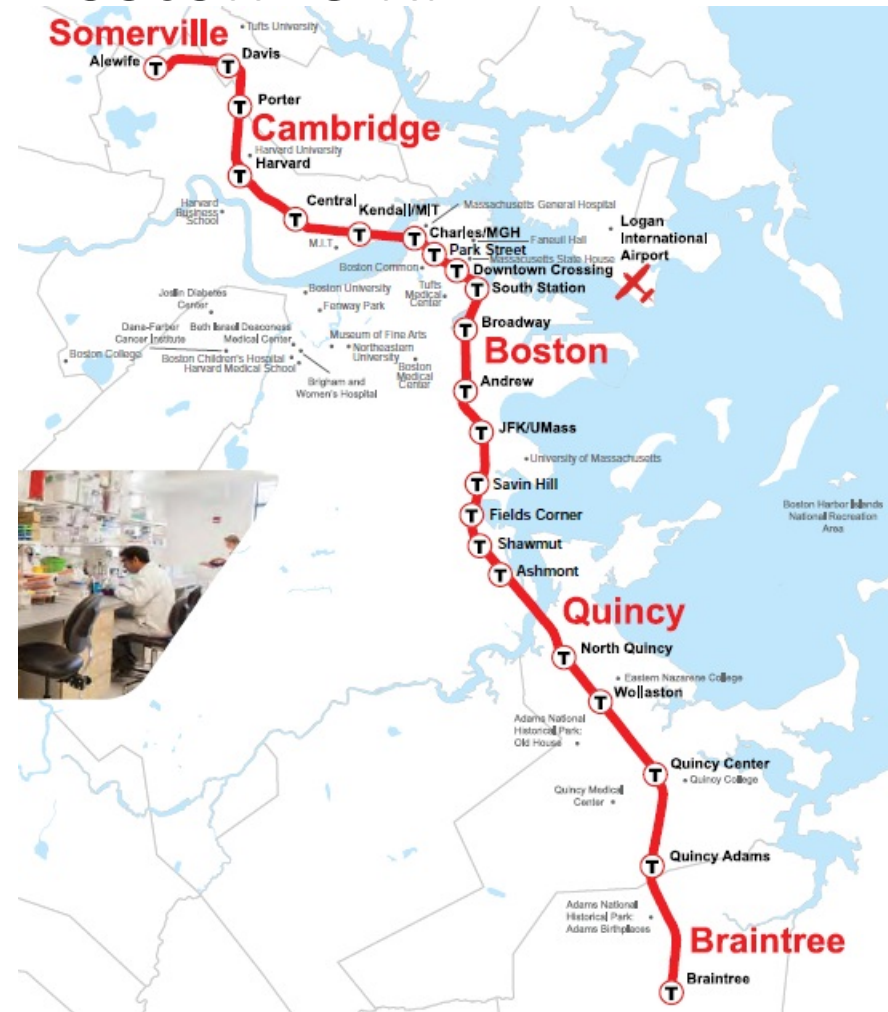 Somerville
Tufts University
Alewife
Davis
T
T
Porter
T
Cambridge
Harvard University
Harvard
T
Harvard
Business
School
Central
T
Kendall/MIT
T
M.I.T
Massachusetts General Hospital
Charles/MGH
T
Faneuil Hall
Park Street
T
Massachusetts State House
Boston Common
Downtown Crossing
T
Logan
International
Airport
Tufts
Medical
Center
South Station
T
Joslin Diabetes
Center
Boston University
Fenway Park
Broadway
T
Boston
Dana-Farber
Cancer Institute
Beth Israel Deaconess
Medical Center
Museum of Fine Arts
Northeastern
University
Boston College
Boston Children's Hospital
Harvard Medical School
Boston
Medical
Center
Brigham and
Women's Hospital
Andrew
T
JFK/UMass
T
University of Massachusetts
Savin Hill
T
Fields Corner
T
Boston Harbor Islands
National Recreation
Area
Shawmut
T
Ashmont
T
Quincy
North Quincy
T
Eastern Nazarene College
Wollaston
T
Adams National
Historical Park:
Old House
Quincy Center
T
Quincy College
Quincy Medical
Center
Quincy Adams
T
Adams National
Historical Park:
Adams Birthplaces
Braintree
Braintree
T